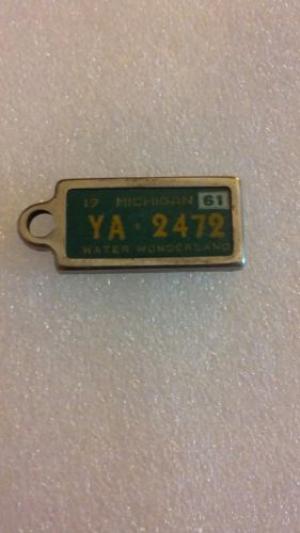 19 MICHIGAN 61
YA·2472
WATER WONDERLAND